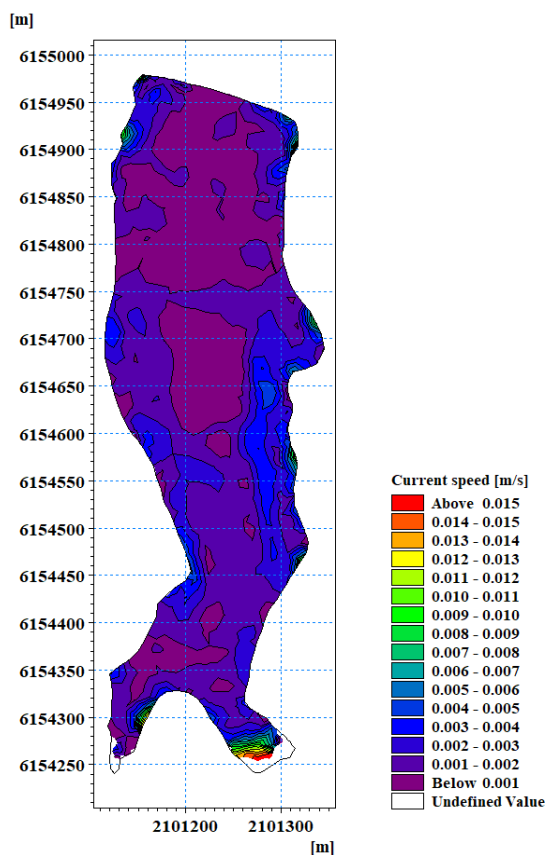 [m]
6155000
6154950
6154900
6154850
6154800
6154750
6154700
6154650
6154600
6154550
6154500
6154450
6154400
6154350
6154300
6154250
2101200 2101300
[m]
Current speed [m/s]
Above 0.015
0.014 - 0.015
0.013 - 0.014
0.012 - 0.013
0.011 - 0.012
0.010 - 0.011
0.009 - 0.010
0.008 - 0.009
0.007 - 0.008
0.006 - 0.007
0.005 - 0.006
0.004 - 0.005
0.003 - 0.004
0.002 - 0.003
0.001 - 0.002
Below 0.001
Undefined Value